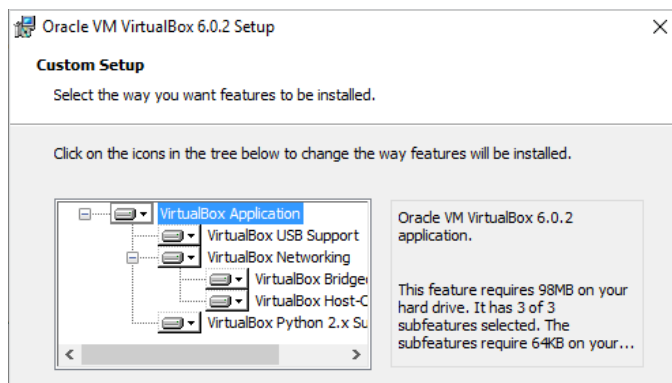 Oracle VM VirtualBox 6.0.2 Setup
Custom Setup
Select the way you want features to be installed.
Click on the icons in the tree below to change the way features will be installed.
VirtualBox Application
VirtualBox USB Support
VirtualBox Networking
VirtualBox Bridge
VirtualBox Host-C
VirtualBox Python 2.x Su
Oracle VM VirtualBox 6.0.2
application.
This feature requires 98MB on your
hard drive. It has 3 of 3
subfeatures selected. The
subfeatures require 64KB on your...